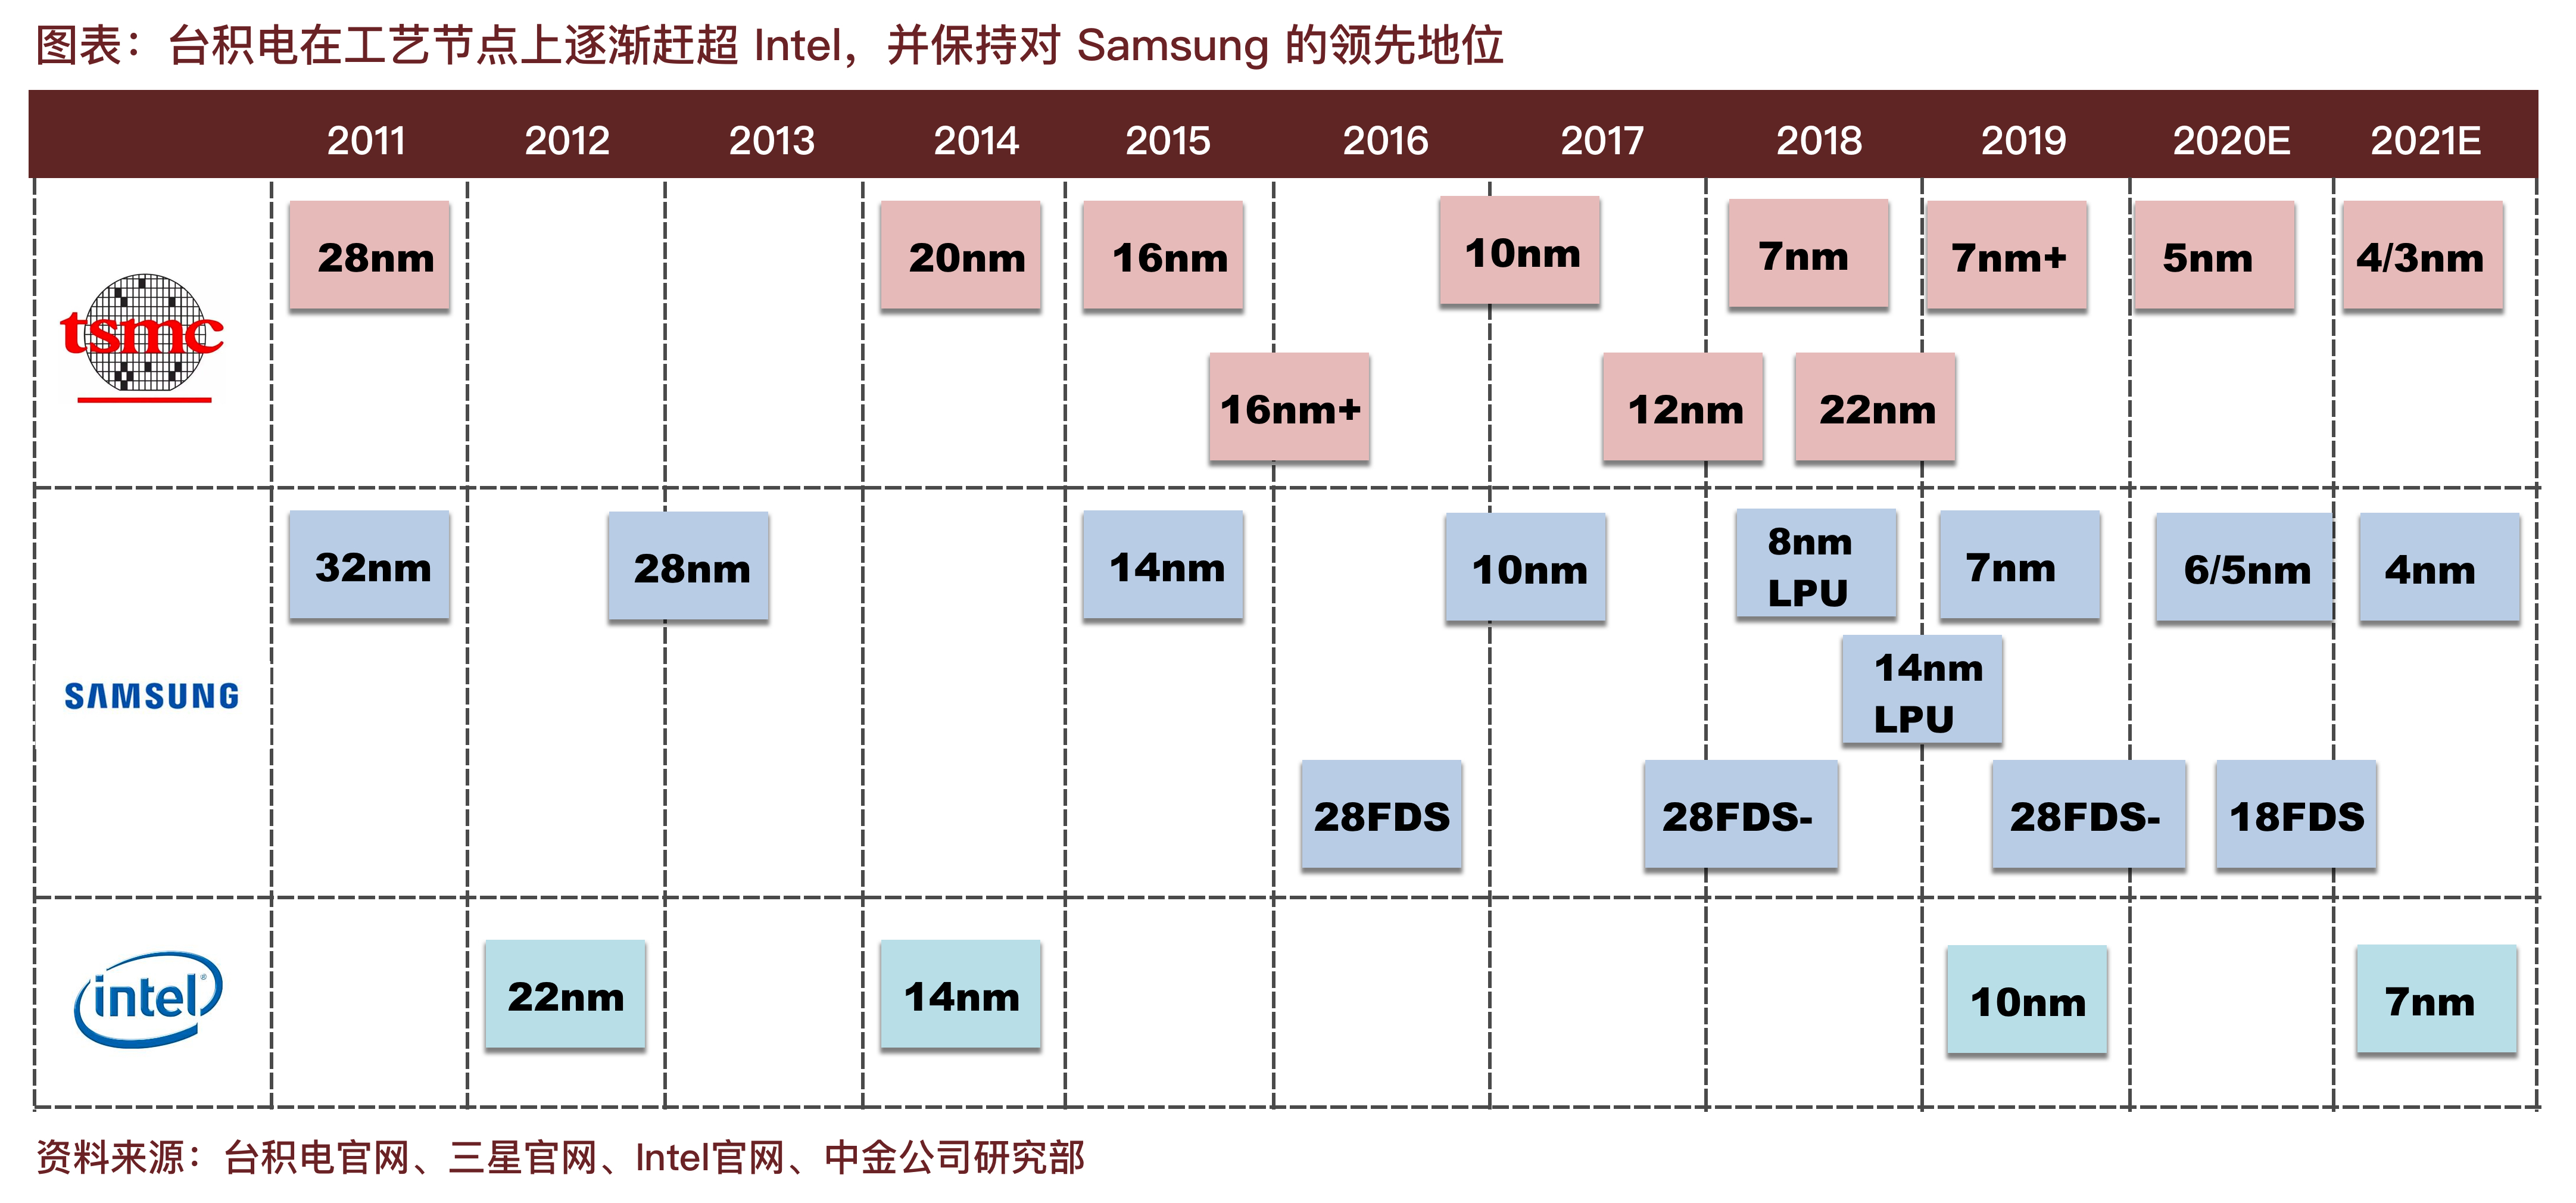 图表：台积电在工艺节点上逐渐赶超 Intel，并保持对 Samsung 的领先地位
2011 2012 2013 2014 2015 2016 2017 2018 2019 2020E 2021E
28nm 20nm 16nm 10nm 7nm 7nm+ 5nm 4/3nm
tsmc
16nm+ 12nm 22nm
32nm 28nm 14nm 10nm 8nm LPU 7nm 6/5nm 4nm
SAMSUNG
14nm LPU
28FDS 28FDS- 28FDS- 18FDS
intel®
22nm 14nm 10nm 7nm
资料来源：台积电官网、三星官网、Intel官网、中金公司研究部